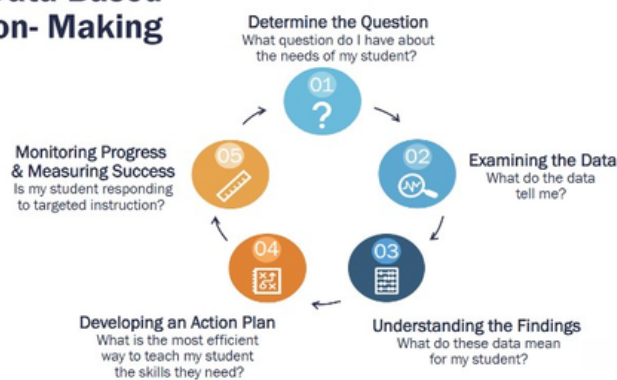 Data-Based
on- Making
Determine the Question
What question do I have about
the needs of my student?
01
?
02
Examining the Data
What do the data
tell me?
03
Understanding the Findings
What do these data mean
for my student?
04
Developing an Action Plan
What is the most efficient
way to teach my student
the skills they need?
05
Monitoring Progress
& Measuring Success
Is my student responding
to targeted instruction?